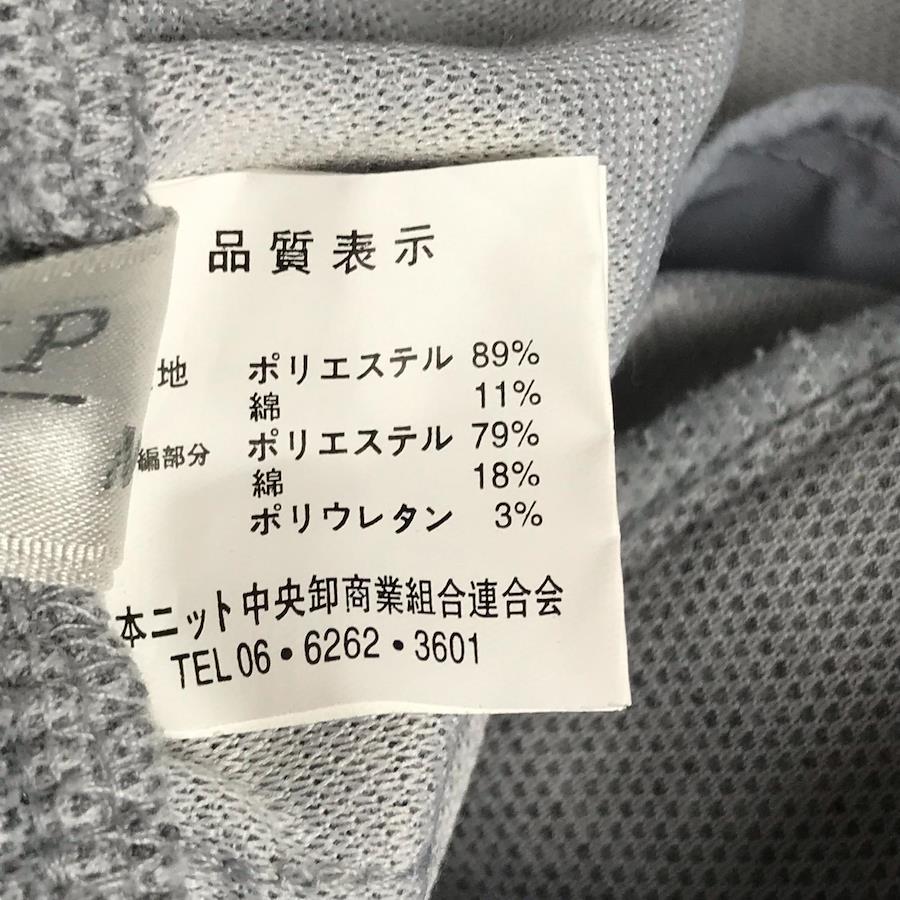 品質表示
地 ポリエステル 89%
綿 11%
編部分 ポリエステル 79%
綿 18%
ポリウレタン 3%
本ニット中央卸商業組合連合会
TEL 06・6262・3601
P